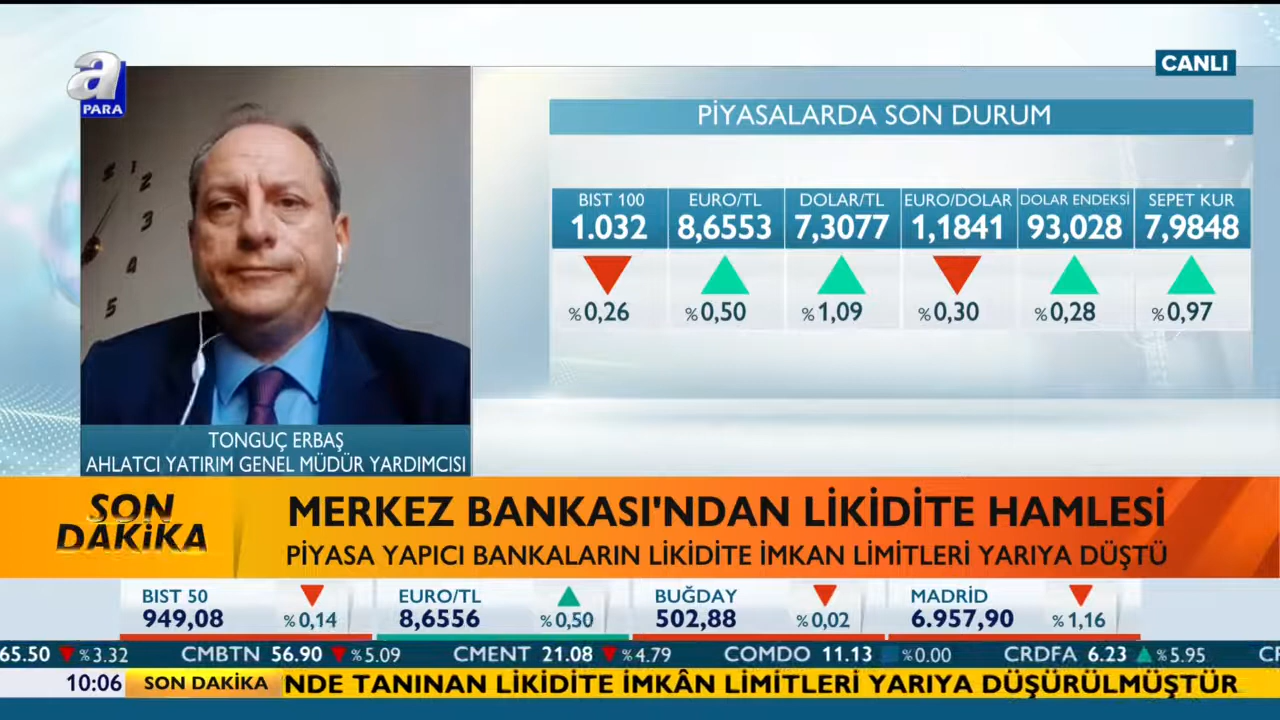 a
PARA
CANLI
PİYASALARDA SON DURUM
BIST 100 EURO/TL DOLAR/TL EURO/DOLAR DOLAR ENDEKSİ SEPET KUR
1.032 8,6553 7,3077 1,1841 93,028 7,9848
%0,26 %0,50 %1,09 %0,30 %0,28 %0,97
1
2
3
4
5
TONGUÇ ERBAŞ
AHLATCI YATIRIM GENEL MÜDÜR YARDIMCISI
SON
DAKİKA
MERKEZ BANKASI'NDAN LİKİDİTE HAMLESİ
PİYASA YAPICI BANKALARIN LİKİDİTE İMKAN LİMİTLERİ YARIYA DÜŞTÜ
BIST 50 EURO/TL BUĞDAY MADRİD
949,08 %0,14 8,6556 %0,50 502,88 %0,02 6.957,90 %1,16
65.50 %3.32 CMBTN 56.90 %5.09 CMENT 21.08 %4.79 COMDO 11.13 %0.00 CRDFA 6.23 %5.95
10:06 SON DAKİKA NDE TANINAN LİKİDİTE İMKÂN LİMİTLERİ YARIYA DÜŞÜRÜLMÜŞTÜR